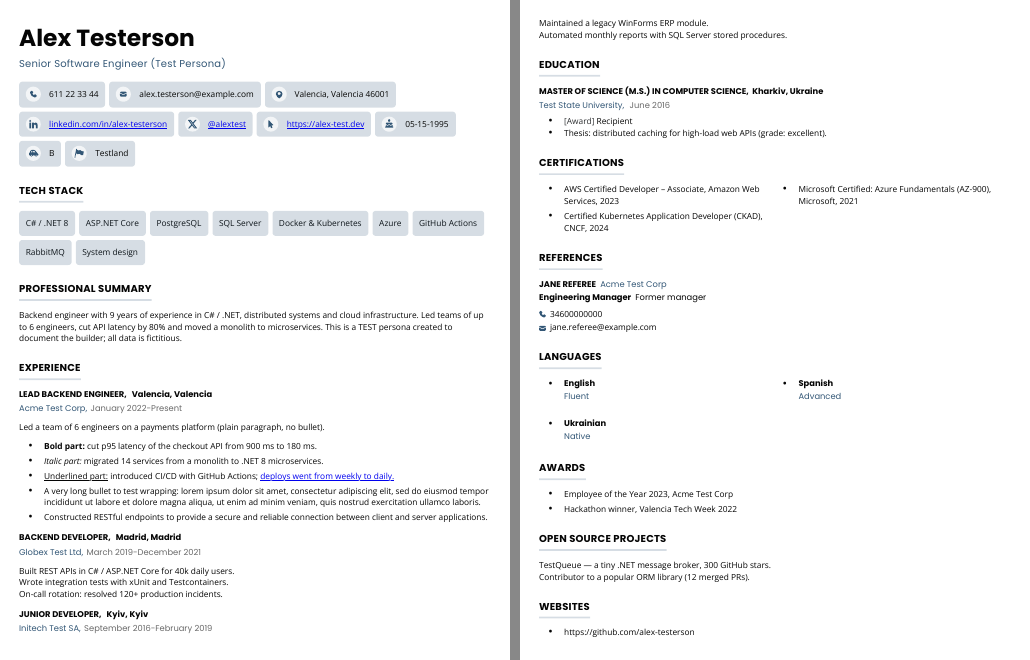 Alex Testerson
Senior Software Engineer (Test Persona)
611 22 33 44
alex.testerson@example.com
Valencia, Valencia 46001
linkedin.com/in/alex-testerson
@alextest
https://alex-test.dev
05-15-1995
B
Testland
TECH STACK
C# / .NET 8
ASP.NET Core
PostgreSQL
SQL Server
Docker & Kubernetes
Azure
GitHub Actions
RabbitMQ
System design
PROFESSIONAL SUMMARY
Backend engineer with 9 years of experience in C# / .NET, distributed systems and cloud infrastructure. Led teams of up
to 6 engineers, cut API latency by 80% and moved a monolith to microservices. This is a TEST persona created to
document the builder; all data is fictitious.
EXPERIENCE
LEAD BACKEND ENGINEER, Valencia, Valencia
Acme Test Corp, January 2022-Present
Led a team of 6 engineers on a payments platform (plain paragraph, no bullet).
• Bold part: cut p95 latency of the checkout API from 900 ms to 180 ms.
• Italic part: migrated 14 services from a monolith to .NET 8 microservices.
• Underlined part: introduced CI/CD with GitHub Actions; deploys went from weekly to daily.
• A very long bullet to test wrapping: lorem ipsum dolor sit amet, consectetur adipiscing elit, sed do eiusmod tempor
incididunt ut labore et dolore magna aliqua, ut enim ad minim veniam, quis nostrud exercitation ullamco laboris.
• Constructed RESTful endpoints to provide a secure and reliable connection between client and server applications.
BACKEND DEVELOPER, Madrid, Madrid
Globex Test Ltd, March 2019-December 2021
Built REST APIs in C# / ASP.NET Core for 40k daily users.
Wrote integration tests with xUnit and Testcontainers.
On-call rotation: resolved 120+ production incidents.
JUNIOR DEVELOPER, Kyiv, Kyiv
Initech Test SA, September 2016-February 2019
Maintained a legacy WinForms ERP module.
Automated monthly reports with SQL Server stored procedures.
EDUCATION
MASTER OF SCIENCE (M.S.) IN COMPUTER SCIENCE, Kharkiv, Ukraine
Test State University, June 2016
• [Award] Recipient
• Thesis: distributed caching for high-load web APIs (grade: excellent).
CERTIFICATIONS
• AWS Certified Developer – Associate, Amazon Web
Services, 2023
• Certified Kubernetes Application Developer (CKAD),
CNCF, 2024
• Microsoft Certified: Azure Fundamentals (AZ-900),
Microsoft, 2021
REFERENCES
JANE REFEREE Acme Test Corp
Engineering Manager Former manager
34600000000
jane.referee@example.com
LANGUAGES
• English
Fluent
• Spanish
Advanced
• Ukrainian
Native
AWARDS
• Employee of the Year 2023, Acme Test Corp
• Hackathon winner, Valencia Tech Week 2022
OPEN SOURCE PROJECTS
TestQueue — a tiny .NET message broker, 300 GitHub stars.
Contributor to a popular ORM library (12 merged PRs).
WEBSITES
• https://github.com/alex-testerson